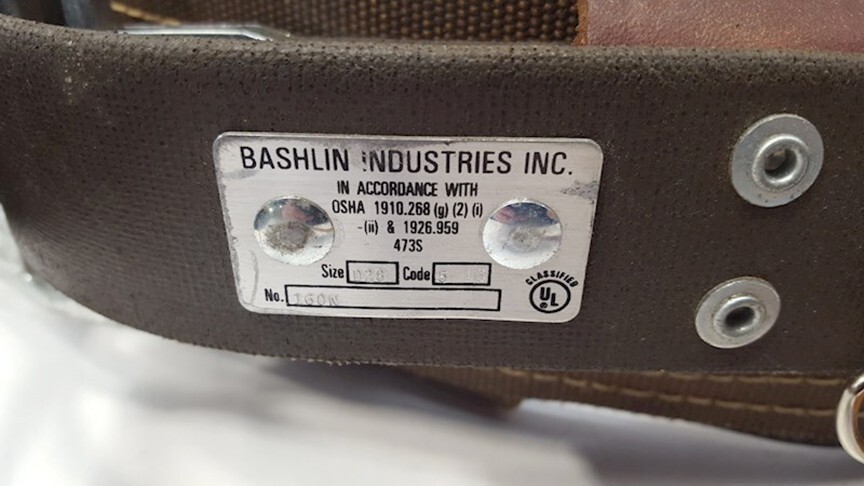 BASHLIN INDUSTRIES INC.
IN ACCORDANCE WITH
OSHA 1910.268 (g) (2) (i)
-(ii) & 1926.959
473S
Size D26 Code
No. 160N
CLASSIFIED
UL
®